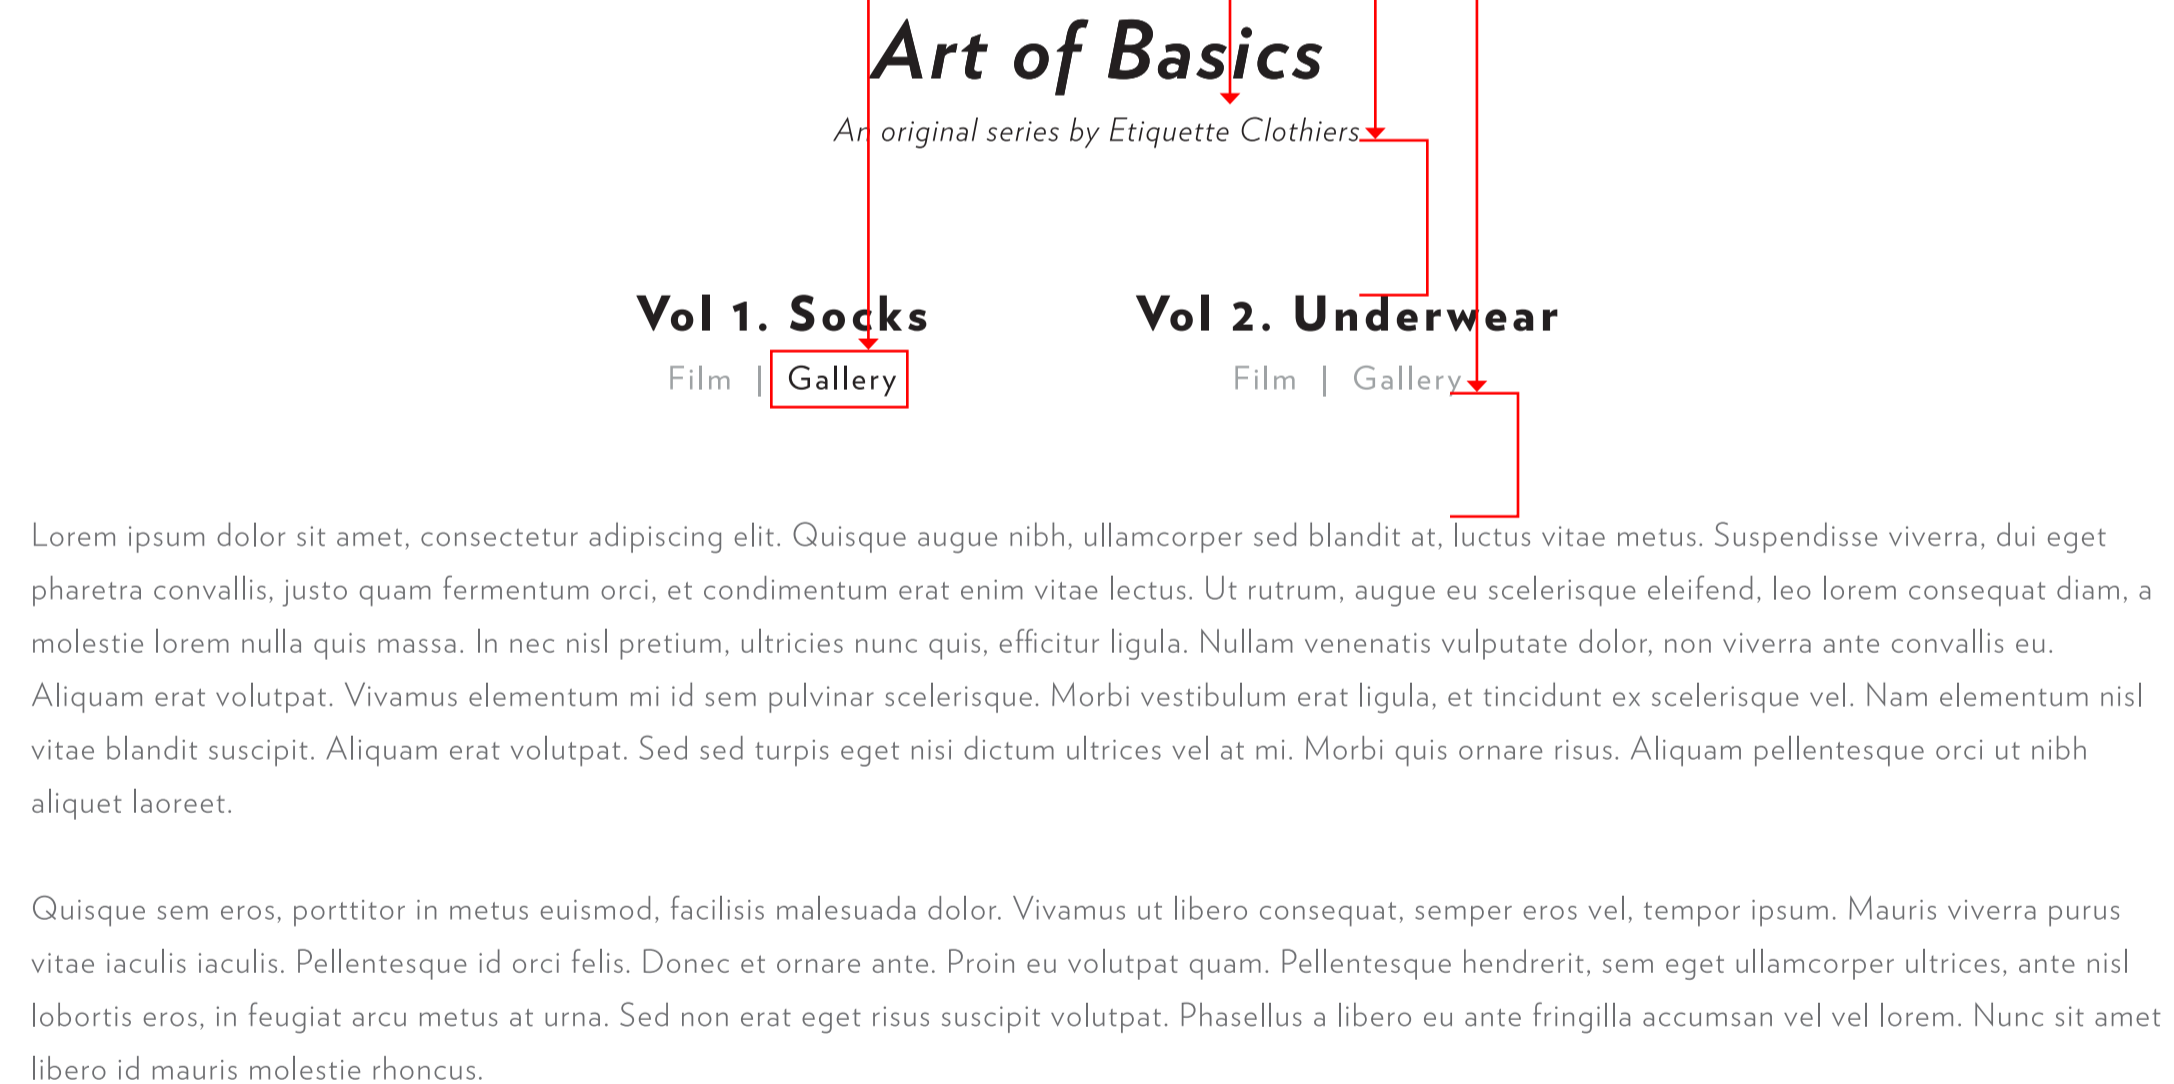 Art of Basics
An original series by Etiquette Clothiers
Vol 1. Socks
Film | Gallery
Vol 2. Underwear
Film | Gallery
Lorem ipsum dolor sit amet, consectetur adipiscing elit. Quisque augue nibh, ullamcorper sed blandit at, luctus vitae metus. Suspendisse viverra, dui eget
pharetra convallis, justo quam fermentum orci, et condimentum erat enim vitae lectus. Ut rutrum, augue eu scelerisque eleifend, leo lorem consequat diam, a
molestie lorem nulla quis massa. In nec nisl pretium, ultricies nunc quis, efficitur ligula. Nullam venenatis vulputate dolor, non viverra ante convallis eu.
Aliquam erat volutpat. Vivamus elementum mi id sem pulvinar scelerisque. Morbi vestibulum erat ligula, et tincidunt ex scelerisque vel. Nam elementum nisl
vitae blandit suscipit. Aliquam erat volutpat. Sed sed turpis eget nisi dictum ultrices vel at mi. Morbi quis ornare risus. Aliquam pellentesque orci ut nibh
aliquet laoreet.
Quisque sem eros, porttitor in metus euismod, facilisis malesuada dolor. Vivamus ut libero consequat, semper eros vel, tempor ipsum. Mauris viverra purus
vitae iaculis iaculis. Pellentesque id orci felis. Donec et ornare ante. Proin eu volutpat quam. Pellentesque hendrerit, sem eget ullamcorper ultrices, ante nisl
lobortis eros, in feugiat arcu metus at urna. Sed non erat eget risus suscipit volutpat. Phasellus a libero eu ante fringilla accumsan vel vel lorem. Nunc sit amet
libero id mauris molestie rhoncus.